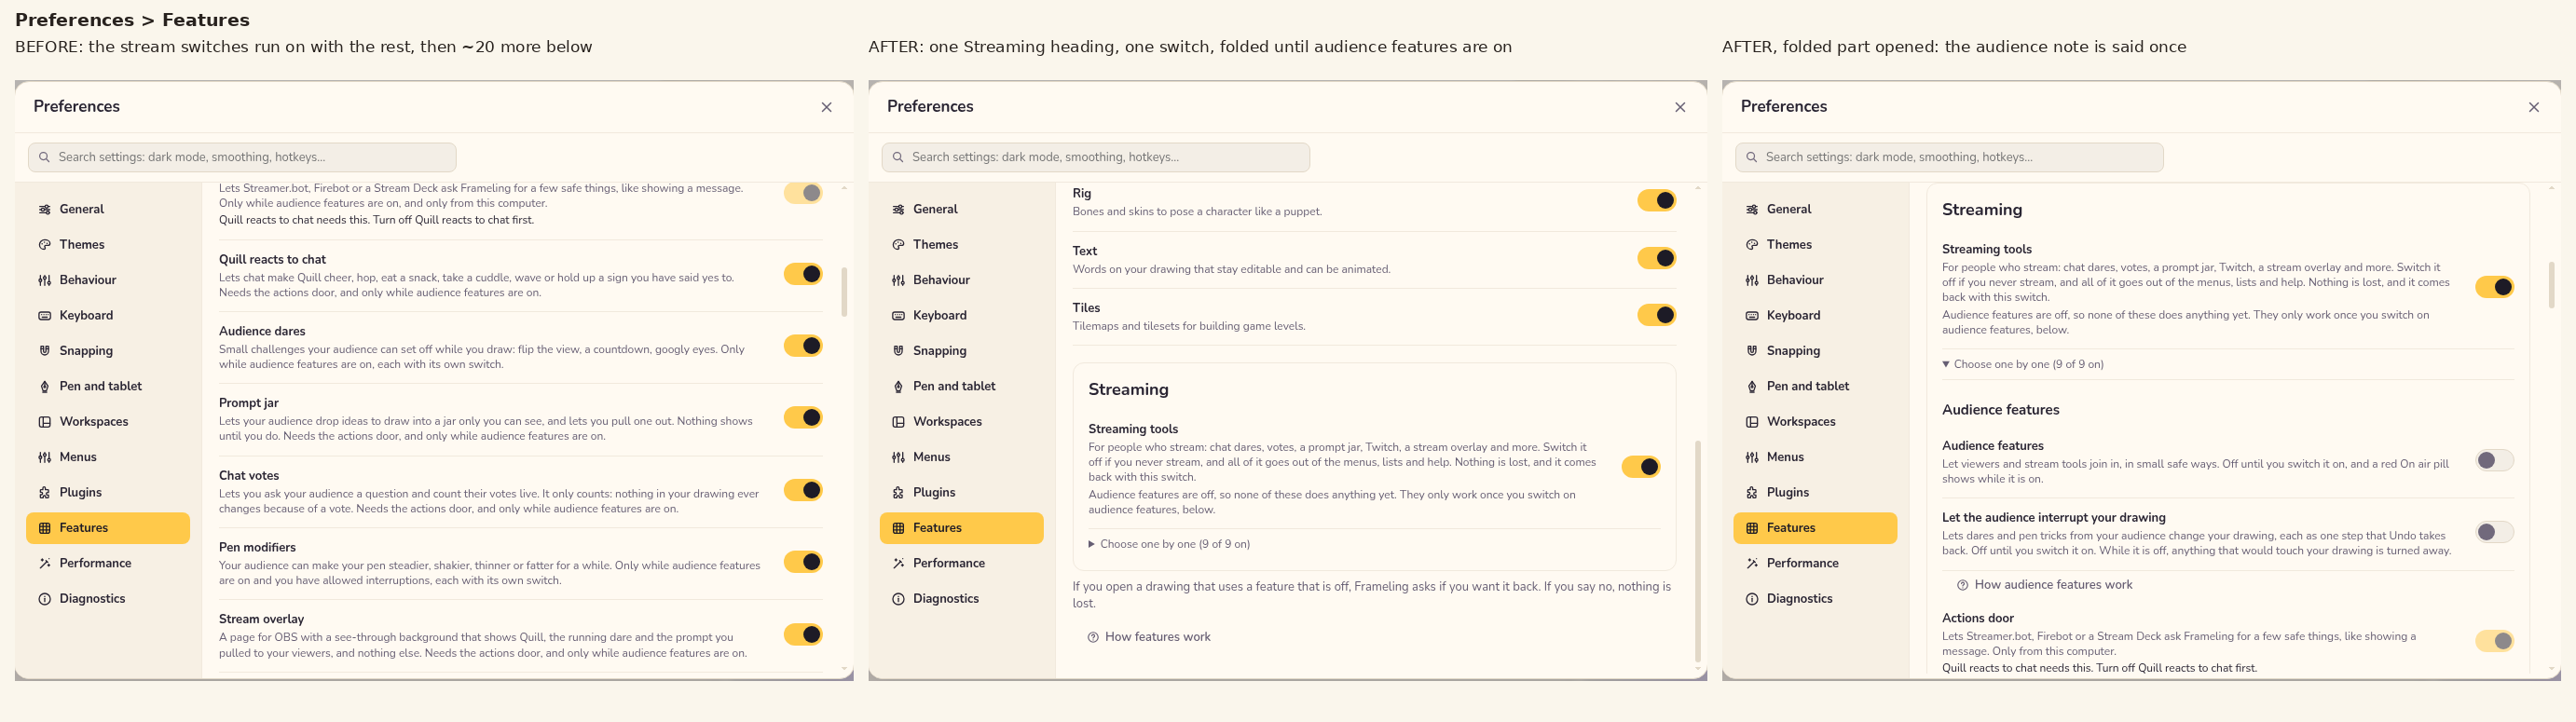 Preferences > Features
BEFORE: the stream switches run on with the rest, then ~20 more below
Preferences
Search settings: dark mode, smoothing, hotkeys...
General
Themes
Behaviour
Keyboard
Snapping
Pen and tablet
Workspaces
Menus
Plugins
Features
Performance
Diagnostics
Lets Streamer.bot, Firebot or a Stream Deck ask Frameling for a few safe things, like showing a message.
Only while audience features are on, and only from this computer.
Quill reacts to chat needs this. Turn off Quill reacts to chat first.
Quill reacts to chat
Lets chat make Quill cheer, hop, eat a snack, take a cuddle, wave or hold up a sign you have said yes to.
Needs the actions door, and only while audience features are on.
Audience dares
Small challenges your audience can set off while you draw: flip the view, a countdown, googly eyes. Only
while audience features are on, each with its own switch.
Prompt jar
Lets your audience drop ideas to draw into a jar only you can see, and lets you pull one out. Nothing shows
until you do. Needs the actions door, and only while audience features are on.
Chat votes
Lets you ask your audience a question and count their votes live. It only counts: nothing in your drawing ever
changes because of a vote. Needs the actions door, and only while audience features are on.
Pen modifiers
Your audience can make your pen steadier, shakier, thinner or fatter for a while. Only while audience features
are on and you have allowed interruptions, each with its own switch.
Stream overlay
A page for OBS with a see-through background that shows Quill, the running dare and the prompt you
pulled to your viewers, and nothing else. Needs the actions door, and only while audience features are on.
AFTER: one Streaming heading, one switch, folded until audience features are on
Preferences
Search settings: dark mode, smoothing, hotkeys...
General
Themes
Behaviour
Keyboard
Snapping
Pen and tablet
Workspaces
Menus
Plugins
Features
Performance
Diagnostics
Rig
Bones and skins to pose a character like a puppet.
Text
Words on your drawing that stay editable and can be animated.
Tiles
Tilemaps and tilesets for building game levels.
Streaming
Streaming tools
For people who stream: chat dares, votes, a prompt jar, Twitch, a stream overlay and more. Switch it
off if you never stream, and all of it goes out of the menus, lists and help. Nothing is lost, and it comes
back with this switch.
Audience features are off, so none of these does anything yet. They only work once you switch on
audience features, below.
Choose one by one (9 of 9 on)
If you open a drawing that uses a feature that is off, Frameling asks if you want it back. If you say no, nothing is
lost.
How features work
AFTER, folded part opened: the audience note is said once
Preferences
Search settings: dark mode, smoothing, hotkeys...
General
Themes
Behaviour
Keyboard
Snapping
Pen and tablet
Workspaces
Menus
Plugins
Features
Performance
Diagnostics
Streaming
Streaming tools
For people who stream: chat dares, votes, a prompt jar, Twitch, a stream overlay and more. Switch it
off if you never stream, and all of it goes out of the menus, lists and help. Nothing is lost, and it comes
back with this switch.
Audience features are off, so none of these does anything yet. They only work once you switch on
audience features, below.
Choose one by one (9 of 9 on)
Audience features
Audience features
Let viewers and stream tools join in, in small safe ways. Off until you switch it on, and a red On air pill
shows while it is on.
Let the audience interrupt your drawing
Lets dares and pen tricks from your audience change your drawing, each as one step that Undo takes
back. Off until you switch it on. While it is off, anything that would touch your drawing is turned away.
How audience features work
Actions door
Lets Streamer.bot, Firebot or a Stream Deck ask Frameling for a few safe things, like showing a
message. Only from this computer.
Quill reacts to chat needs this. Turn off Quill reacts to chat first.